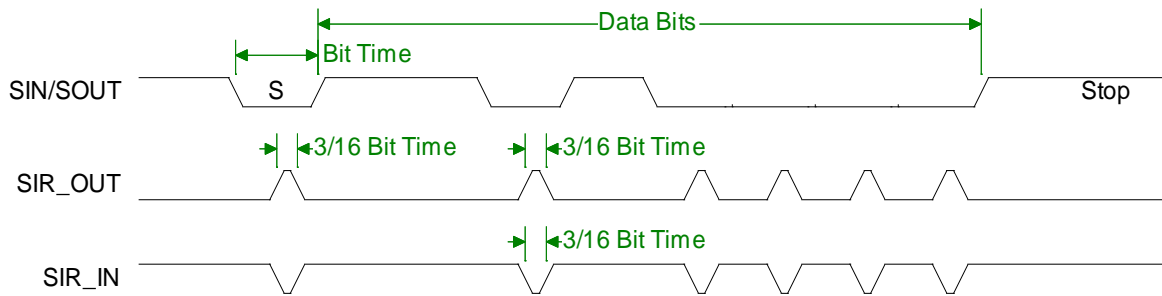 Data Bits
Bit Time
SIN/SOUT
S
Stop
3/16 Bit Time
3/16 Bit Time
SIR_OUT
3/16 Bit Time
SIR_IN